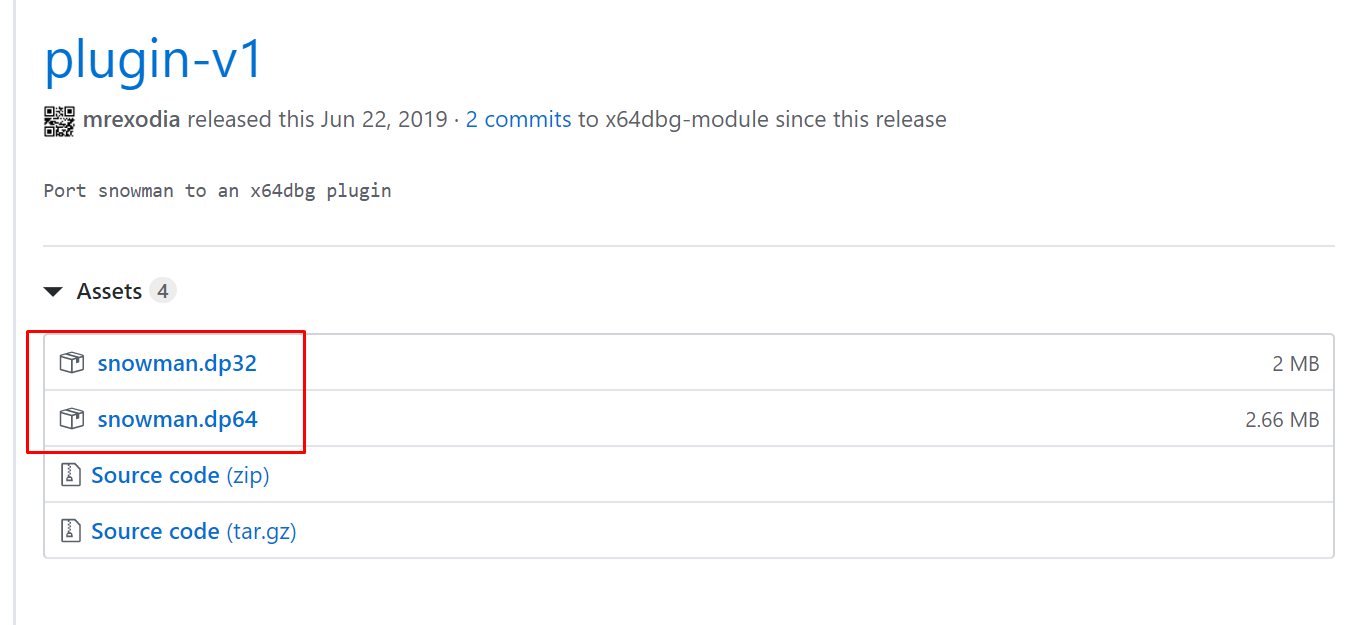 plugin-v1
mrexodia released this Jun 22, 2019 · 2 commits to x64dbg-module since this release
Port snowman to an x64dbg plugin
Assets 4
snowman.dp32 2 MB
snowman.dp64 2.66 MB
Source code (zip)
Source code (tar.gz)